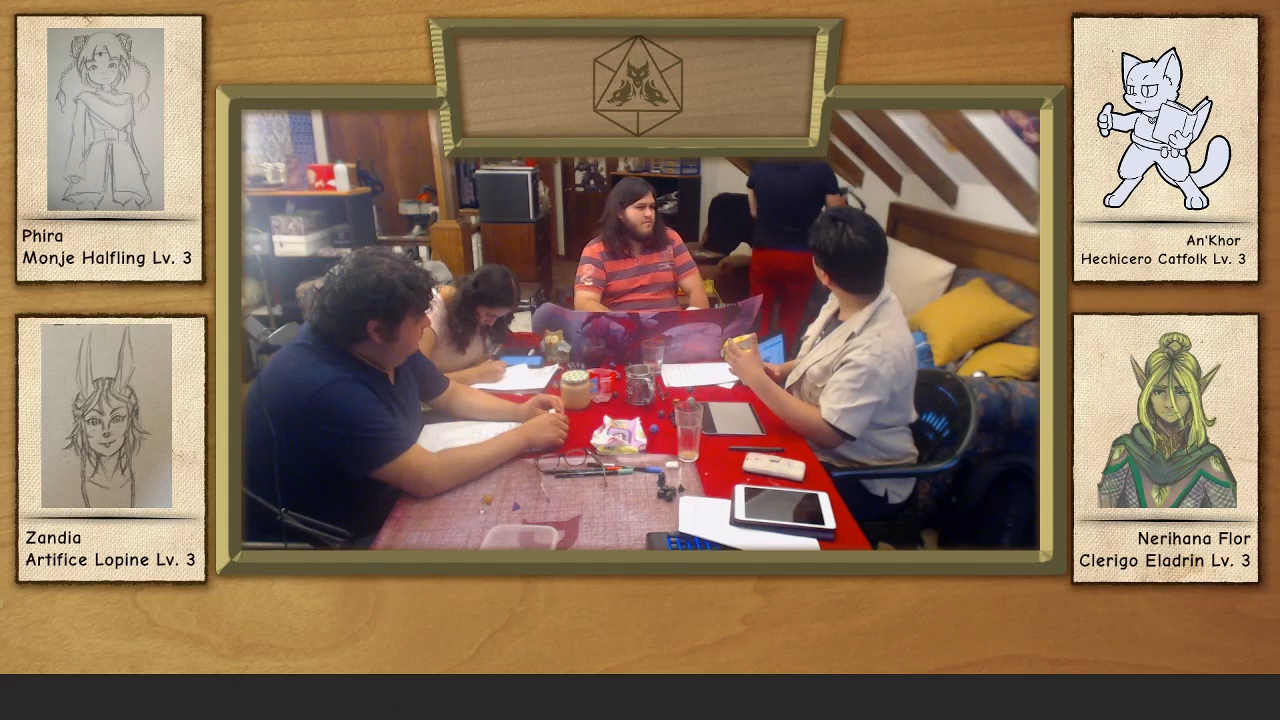 Phira
Monje Halfling Lv. 3
Zandia
Artifice Lopine Lv. 3
An'Khor
Hechicero Catfolk Lv. 3
Nerihana Flor
Clerigo Eladrin Lv. 3